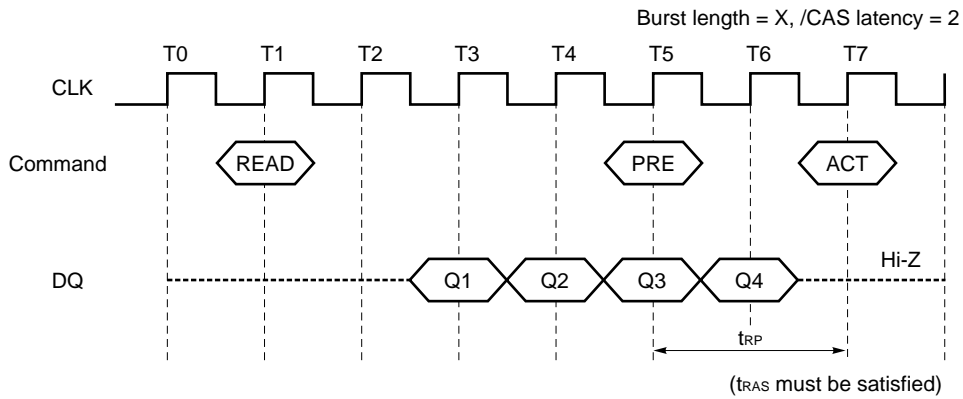 Burst length = X, /CAS latency = 2
T0 T1 T2 T3 T4 T5 T6 T7
CLK
Command READ PRE ACT
Hi-Z
DQ Q1 Q2 Q3 Q4
tRP
(tRAS must be satisfied)